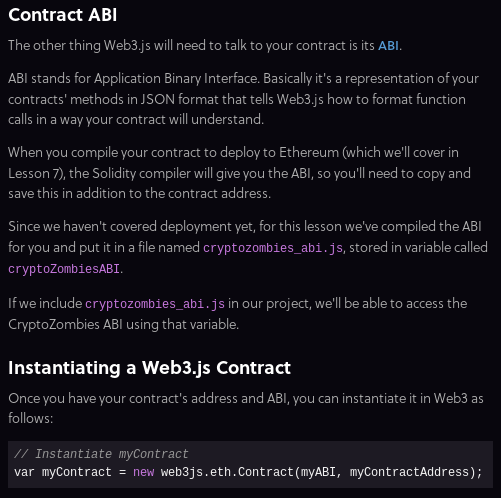 Contract ABI
The other thing Web3.js will need to talk to your contract is its ABI.
ABI stands for Application Binary Interface. Basically it's a representation of your
contracts' methods in JSON format that tells Web3.js how to format function
calls in a way your contract will understand.
When you compile your contract to deploy to Ethereum (which we'll cover in
Lesson 7), the Solidity compiler will give you the ABI, so you'll need to copy and
save this in addition to the contract address.
Since we haven't covered deployment yet, for this lesson we've compiled the ABI
for you and put it in a file named cryptozombies_abi.js, stored in variable called
cryptoZombiesABI.
If we include cryptozombies_abi.js in our project, we'll be able to access the
CryptoZombies ABI using that variable.
Instantiating a Web3.js Contract
Once you have your contract's address and ABI, you can instantiate it in Web3 as
follows:
// Instantiate myContract
var myContract = new web3js.eth.Contract(myABI, myContractAddress);